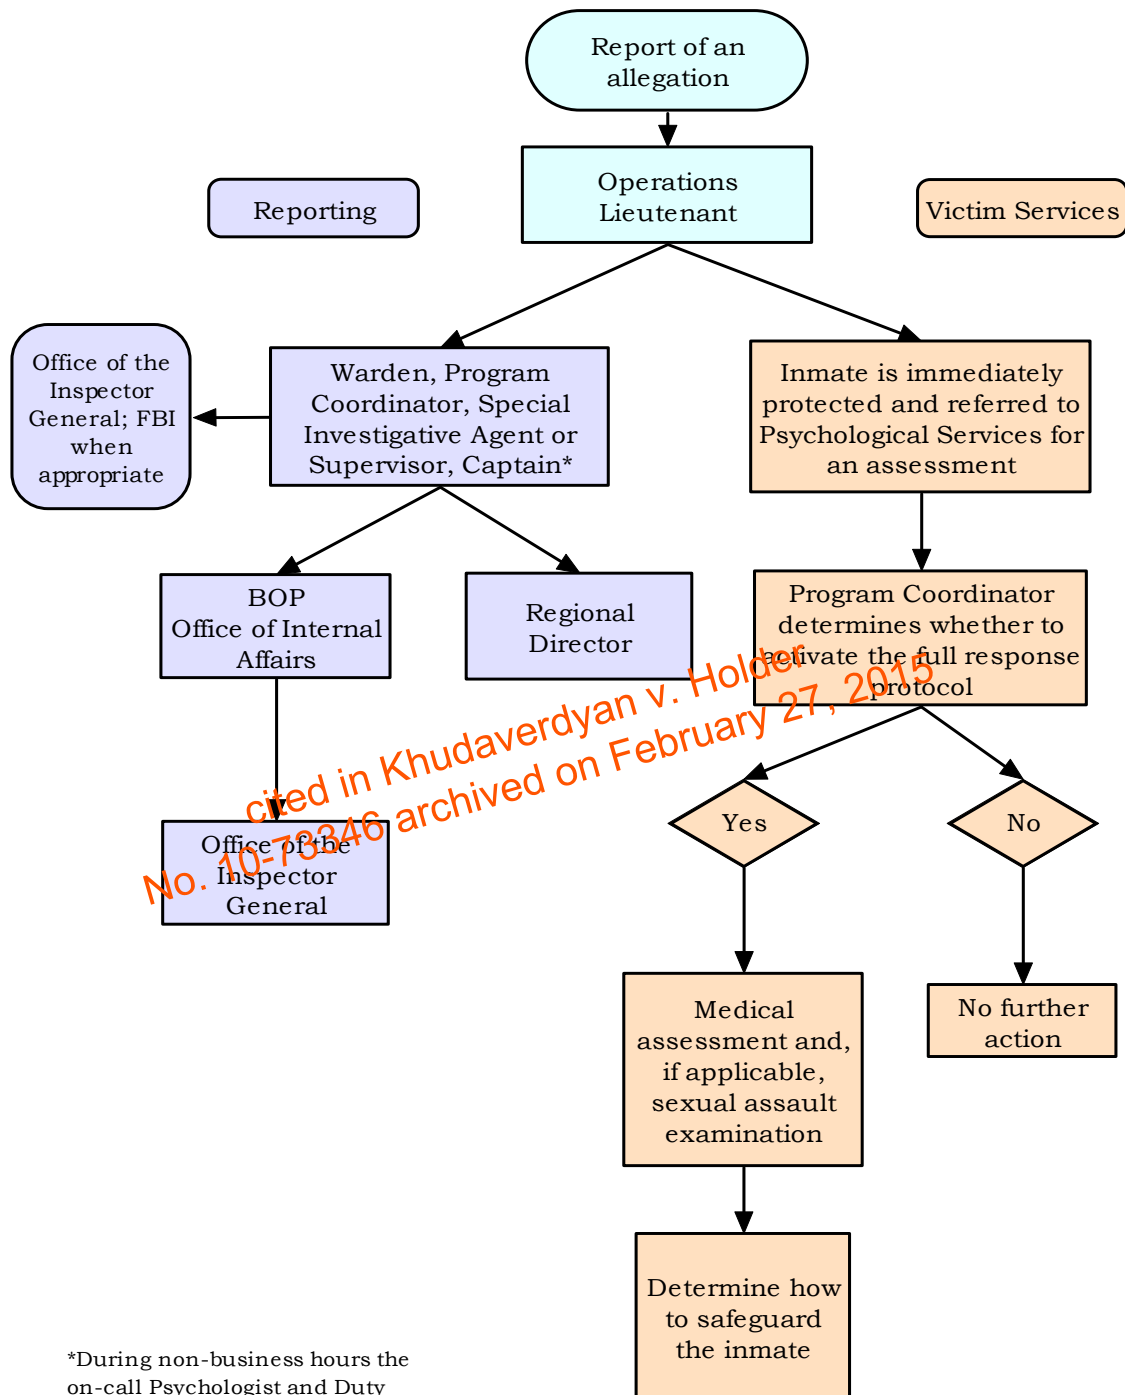 Report of an
allegation
Operations
Lieutenant
Reporting
Victim Services
Office of the
Inspector
General; FBI
when
appropriate
Warden, Program
Coordinator, Special
Investigative Agent or
Supervisor, Captain*
Inmate is immediately
protected and referred to
Psychological Services for
an assessment
BOP
Office of Internal
Affairs
Regional
Director
Program Coordinator
determines whether to
activate the full response
protocol
cited in Khudaverdyan v. Holder
No. 10-73346 archived on February 27, 2015
Yes
No
Office of the
Inspector
General
Medical
assessment and,
if applicable,
sexual assault
examination
No further
action
Determine how
to safeguard
the inmate
*During non-business hours the
on-call Psychologist and Duty